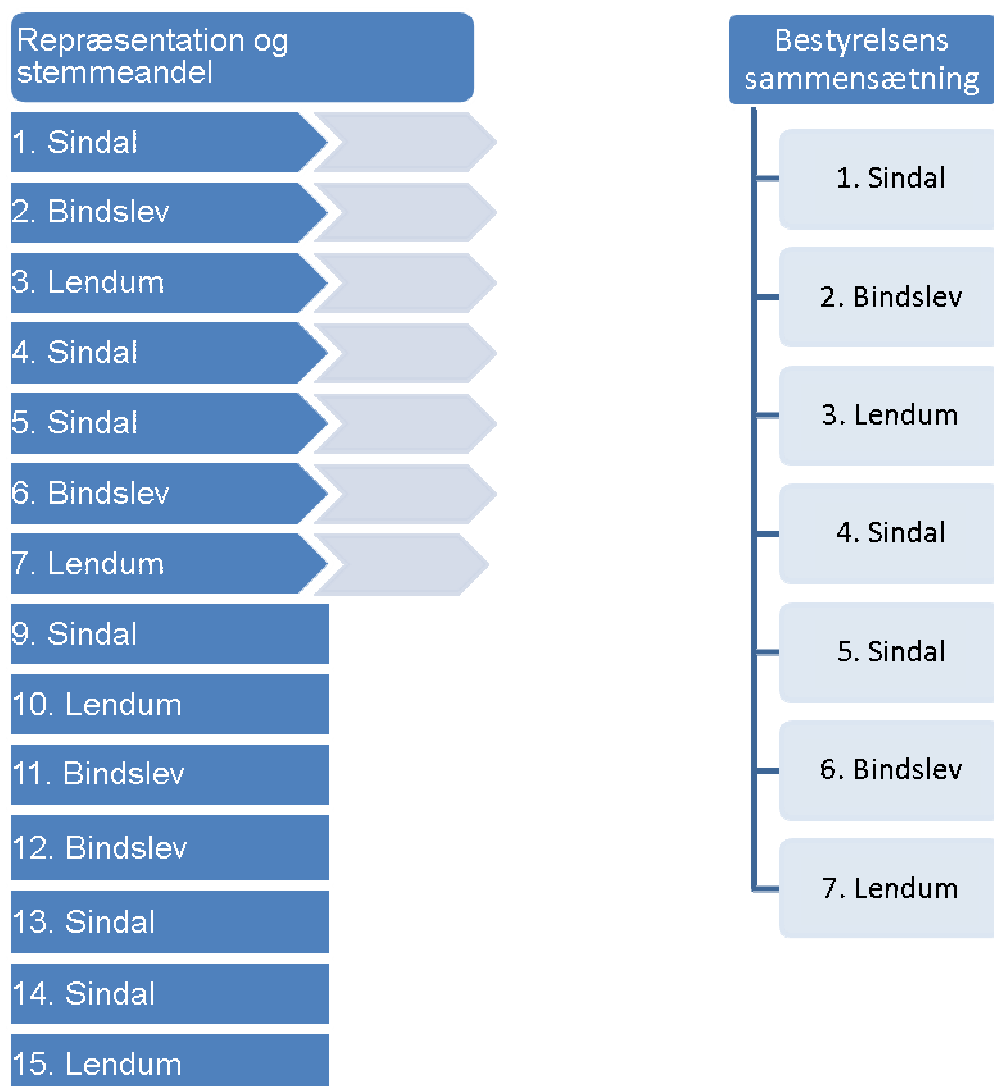 Repræsentation og
stemmeandel
1. Sindal
2. Bindslev
3. Lendum
4. Sindal
5. Sindal
6. Bindslev
7. Lendum
9. Sindal
10. Lendum
11. Bindslev
12. Bindslev
13. Sindal
14. Sindal
15. Lendum
Bestyrelsens
sammensætning
1. Sindal
2. Bindslev
3. Lendum
4. Sindal
5. Sindal
6. Bindslev
7. Lendum